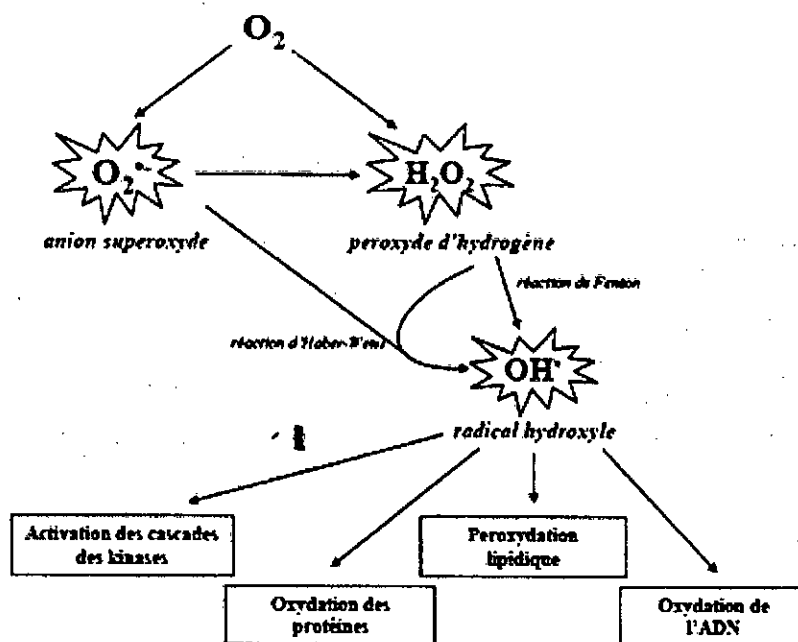 O₂
O₂•- H₂O₂
anion superoxyde peroxyde d'hydrogène
réaction de Fenton
réaction d'Haber-Weiss
OH•
radical hydroxyle
Activation des cascades
des kinases
Peroxydation
lipidique
Oxydation des
protéines
Oxydation de
l'ADN